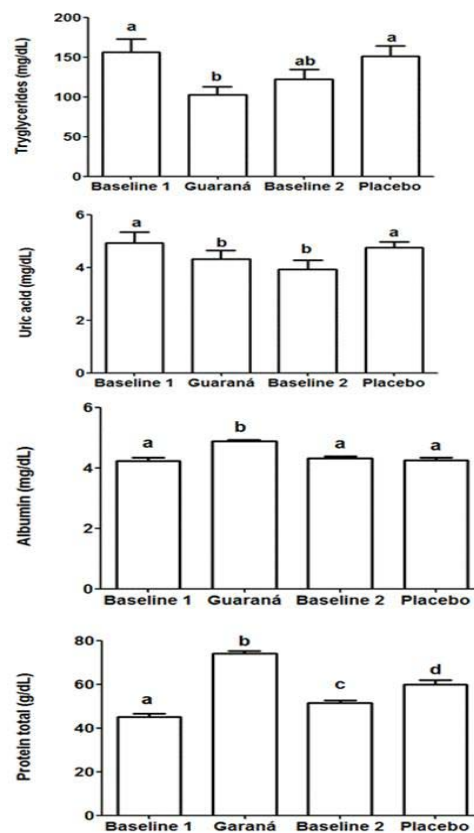 Tryglycerides (mg/dL)
200
150
100
50
0
a
b
ab
a
Baseline 1 Guaraná Baseline 2 Placebo
Uric acid (mg/dL)
6
4
2
0
a
b
b
a
Baseline 1 Guaraná Baseline 2 Placebo
Albumin (mg/dL)
6
4
2
0
a
b
a
a
Baseline 1 Guaraná Baseline 2 Placebo
Protein total (g/dL)
80
60
40
20
0
a
b
c
d
Baseline 1 Garaná Baseline 2 Placebo